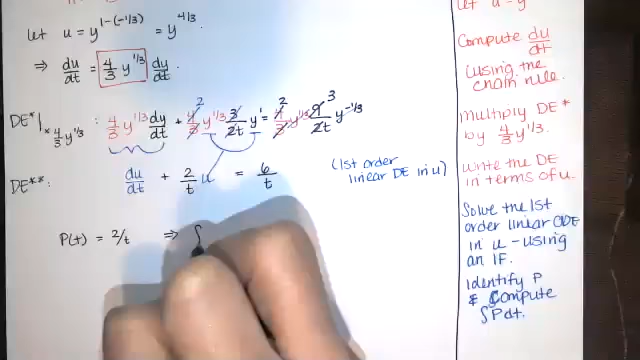 let u = y^{1-(-1/3)} = y^{4/3}.
⇒ du/dt = 4/3 y^{1/3} dy/dt
DE*|_{* 4/3 y^{1/3}} : 4/3 y^{1/3} dy/dt + 4/3 y^{1/3} 3/2t y = 4/3 y^{1/3} 9/2t y^{-1/3}
2 2 3
DE**: du/dt + 2/t u = 6/t (1st order
linear DE in u)
P(t) = 2/t ⇒ ∫
Compute du/dt
(using the
chain rule.
Multiply DE*
by 4/3 y^{1/3}.
Write the DE
in terms of u.
Solve the 1st
order linear ODE
in u - using
an IF.
Identify P
& compute
∫Pdt.